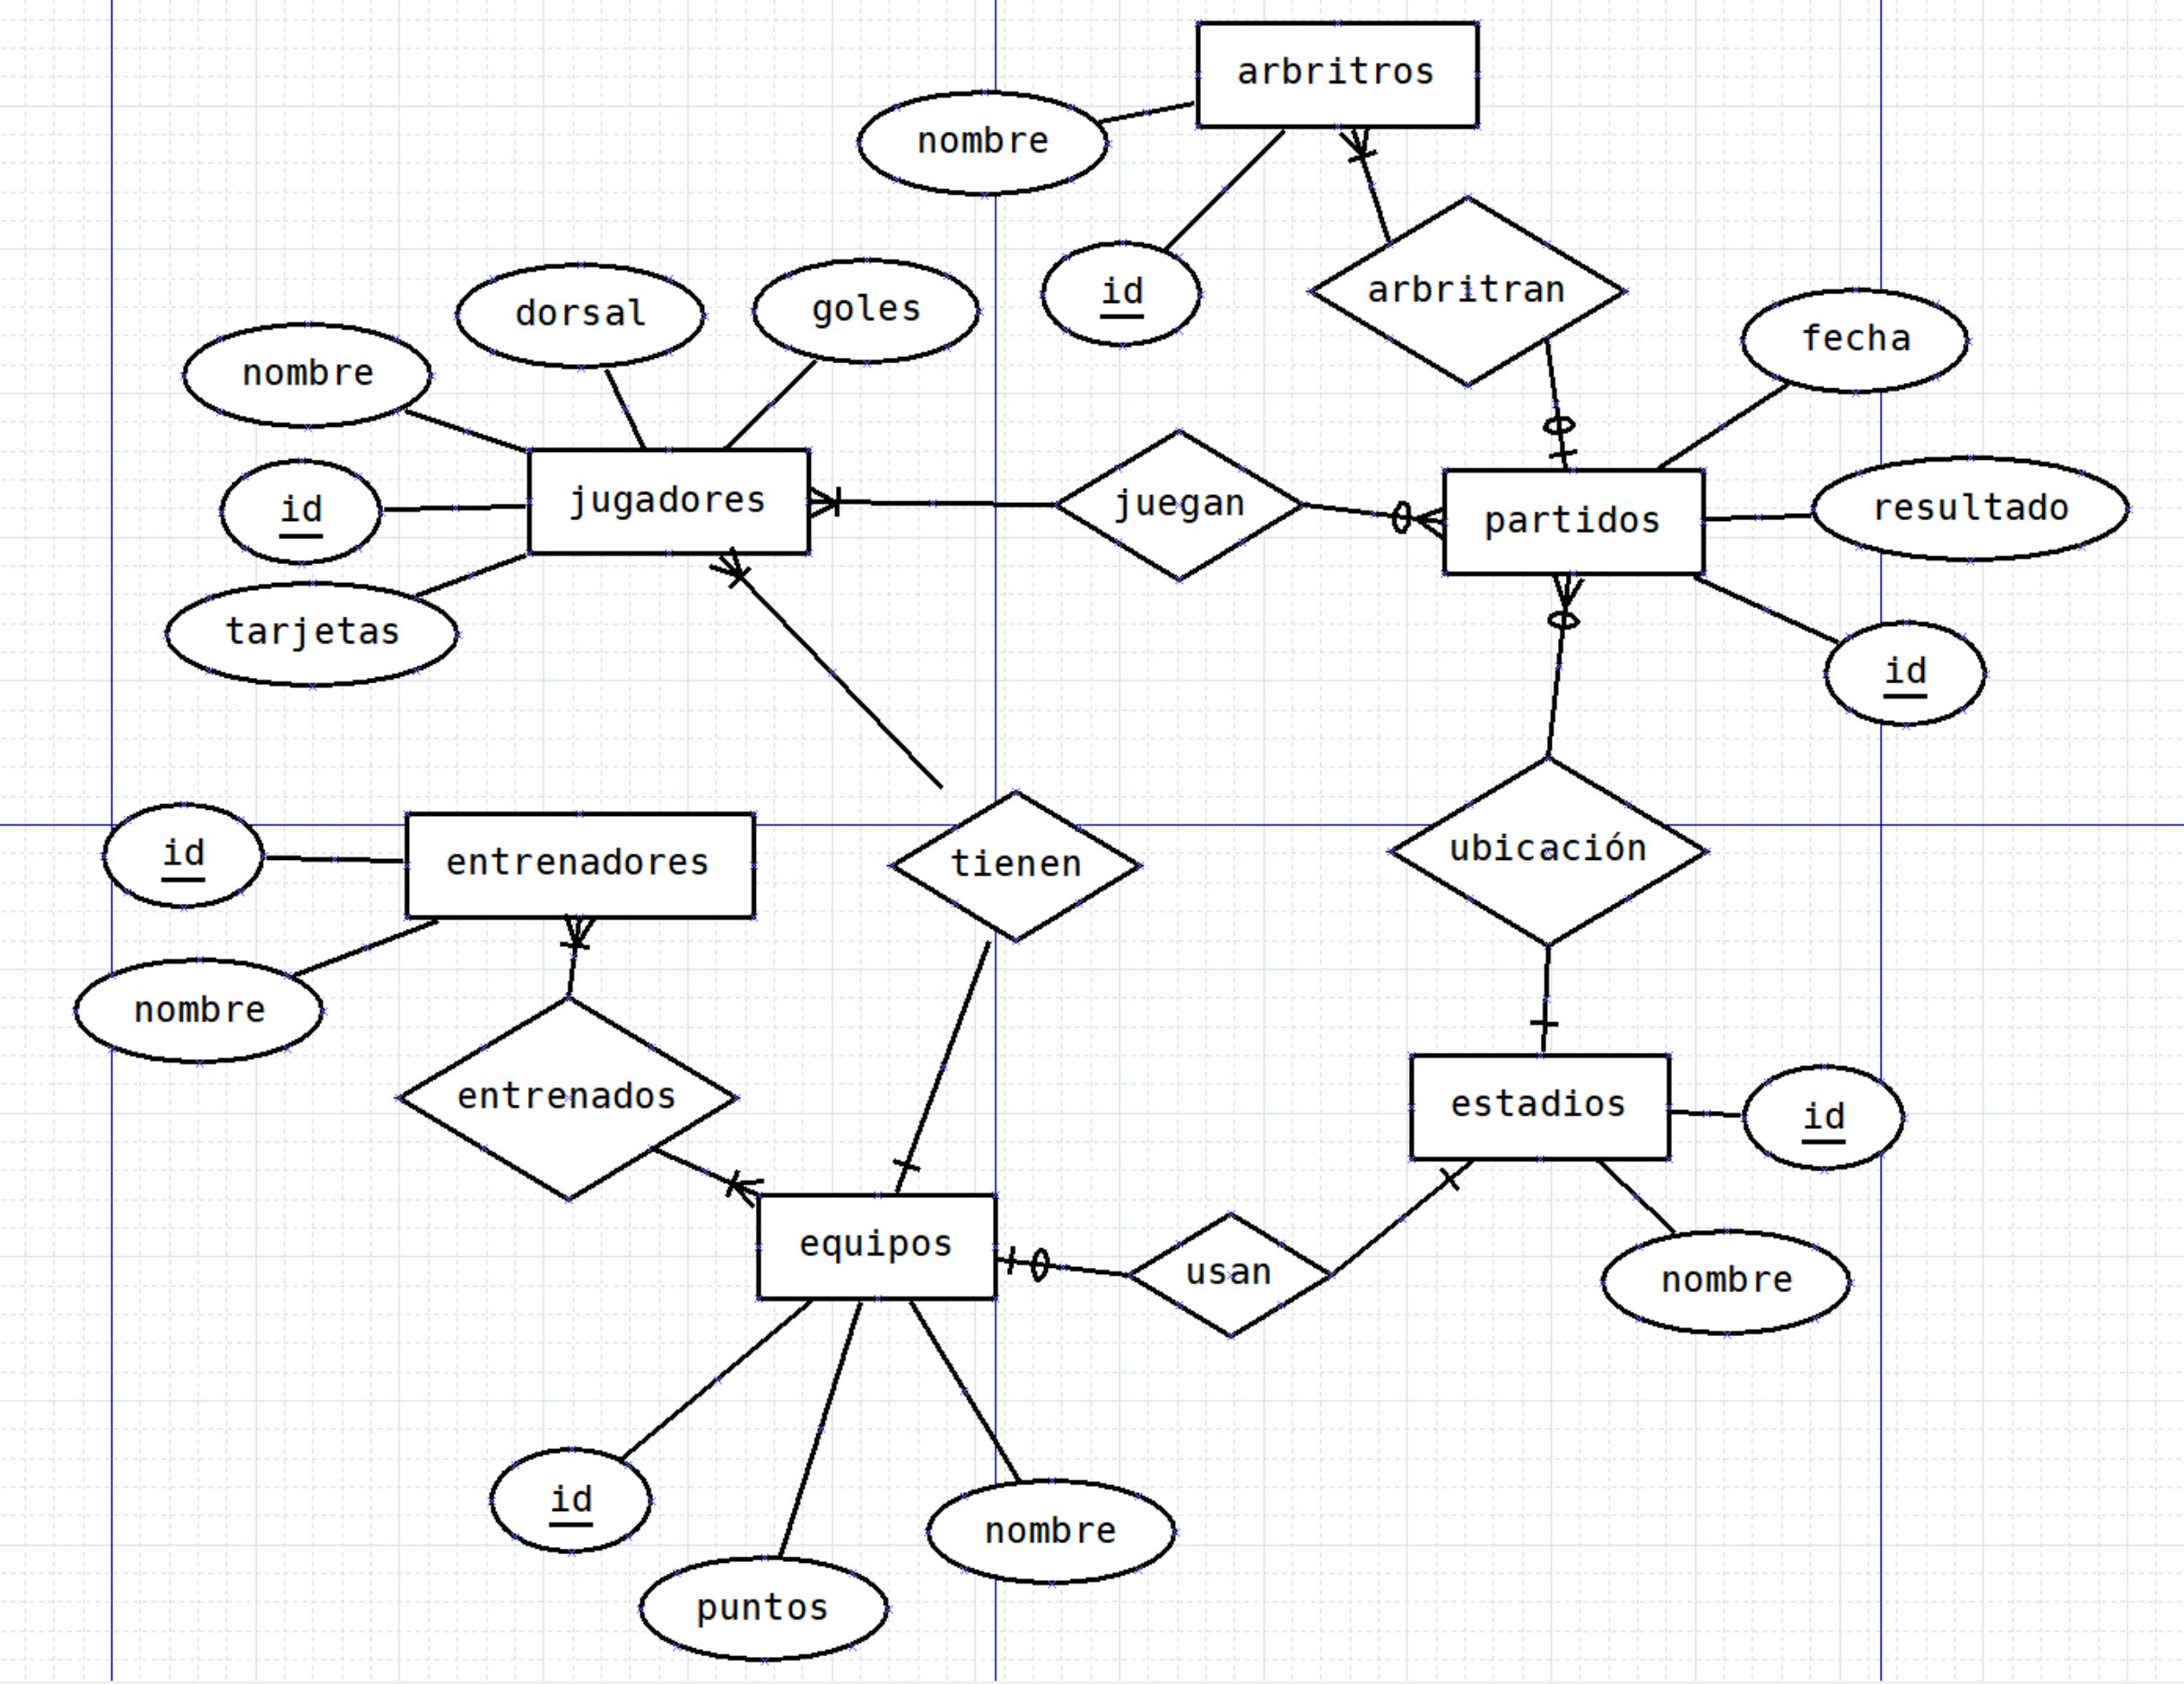 arbritros
nombre
id
arbritran
dorsal
goles
fecha
nombre
jugadores
juegan
partidos
resultado
id
tarjetas
id
id
entrenadores
tienen
ubicación
nombre
entrenados
estadios
id
equipos
usan
nombre
id
nombre
puntos